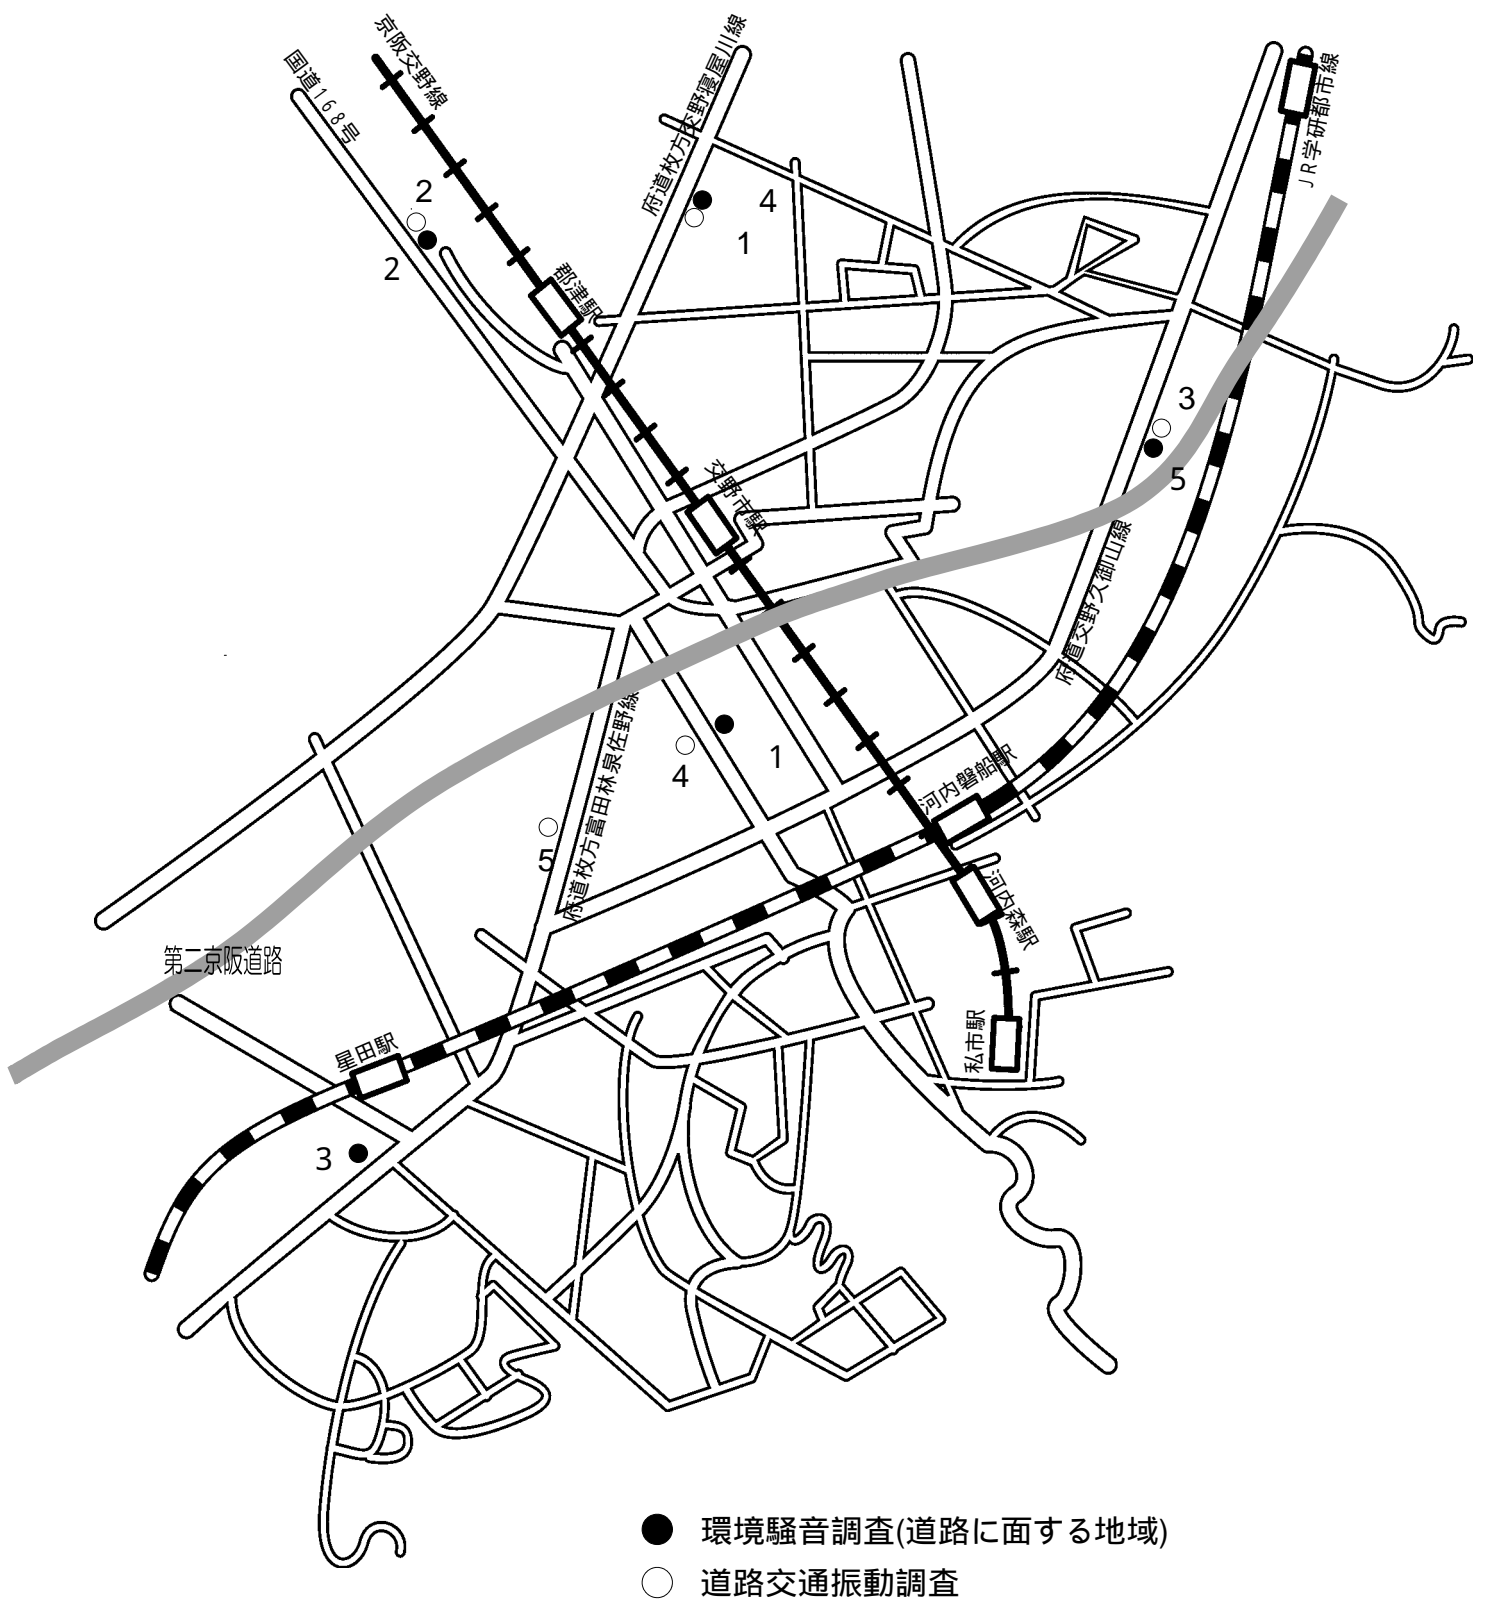 京阪交野線
府道枚方交野寝屋川線
国道168号
JR学研都市線
2
4
1
2
郡津駅
3
交野市駅
5
府道交野久御山線
府道枚方富田林泉佐野線
1
4
河内磐船駅
5
河内森駅
第二京阪道路
私市駅
星田駅
3
環境騒音調査(道路に面する地域)
道路交通振動調査